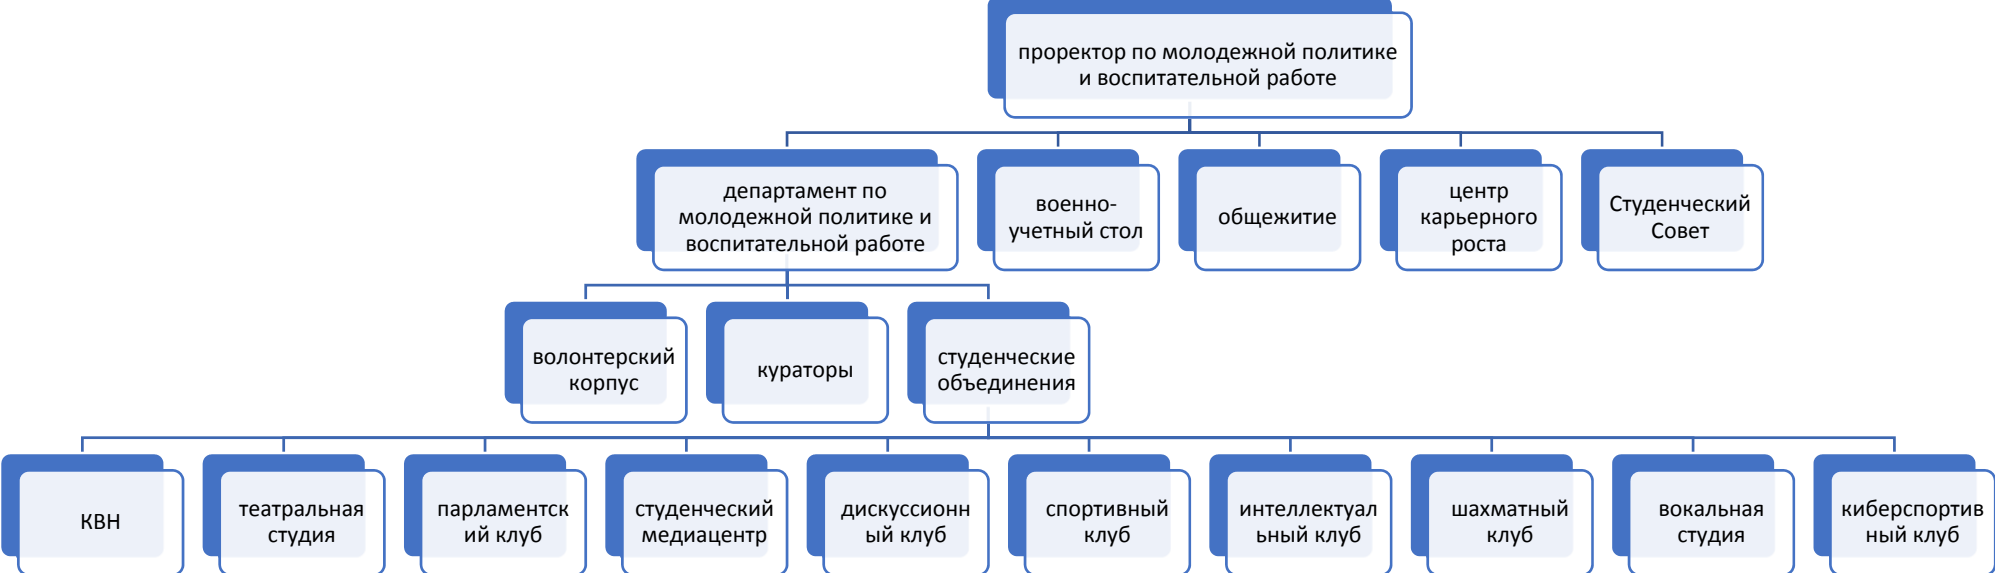 проректор по молодежной политике
и воспитательной работе
департамент по
молодежной политике и
воспитательной работе
военно-
учетный стол
общежитие
центр
карьерного
роста
Студенческий
Совет
волонтерский
корпус
кураторы
студенческие
объединения
КВН
театральная
студия
парламентск
ий клуб
студенческий
медиацентр
дискуссионн
ый клуб
спортивный
клуб
интеллектуал
ьный клуб
шахматный
клуб
вокальная
студия
киберспортив
ный клуб